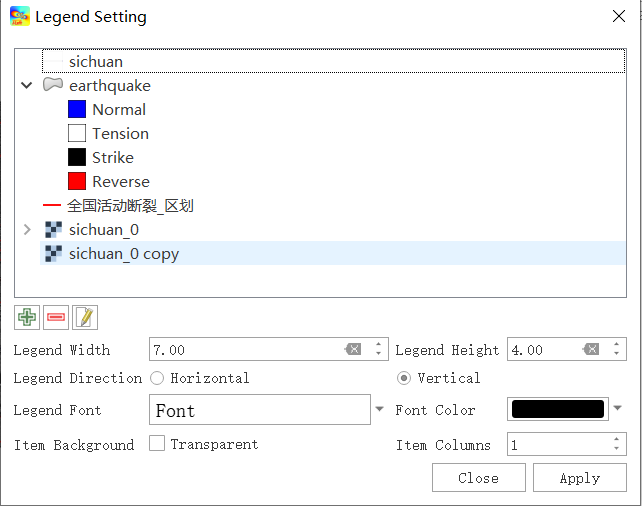 Legend Setting
sichuan
earthquake
Normal
Tension
Strike
Reverse
全国活动断裂_区划
sichuan_0
sichuan_0 copy
Legend Width 7.00 Legend Height 4.00
Legend Direction Horizontal Vertical
Legend Font Font Font Color
Item Background Transparent Item Columns 1
Close Apply